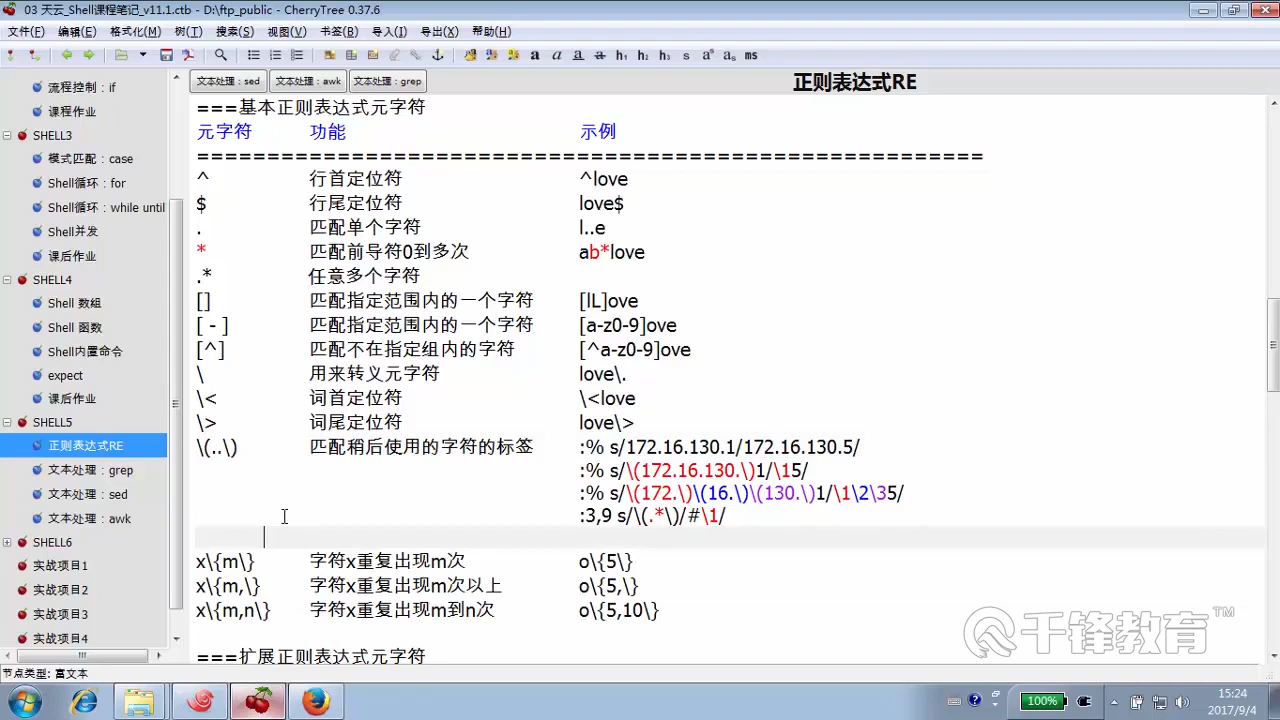 03 天云_Shell课程笔记_v11.1.ctb - D:\ftp_public - CherryTree 0.37.6
文件(F) 编辑(E) 格式化(M) 树(T) 搜索(S) 视图(V) 书签(B) 导入(I) 导出(X) 帮助(H)
a a a a h₁ h₂ h₃ s aˢ aₛ ms
流程控制：if
课程作业
SHELL3
模式匹配：case
Shell循环：for
Shell循环：while until
Shell并发
课后作业
SHELL4
Shell 数组
Shell 函数
Shell内置命令
expect
课后作业
SHELL5
正则表达式RE
文本处理：grep
文本处理：sed
文本处理：awk
SHELL6
实战项目1
实战项目2
实战项目3
实战项目4
文本处理：sed 文本处理：awk 文本处理：grep 正则表达式RE
===基本正则表达式元字符
元字符 功能 示例
===================================================
^ 行首定位符 ^love
$ 行尾定位符 love$
. 匹配单个字符 l..e
* 匹配前导符0到多次 ab*love
.* 任意多个字符
[] 匹配指定范围内的一个字符 [lL]ove
[ - ] 匹配指定范围内的一个字符 [a-z0-9]ove
[^] 匹配不在指定组内的字符 [^a-z0-9]ove
\ 用来转义元字符 love\.
\< 词首定位符 \<love
\> 词尾定位符 love\>
\(..\) 匹配稍后使用的字符的标签 :% s/172.16.130.1/172.16.130.5/
:% s/\(172.16.130.\)1/\15/
:% s/\(172.\)\(16.\)\(130.\)1/\1\2\35/
:3,9 s/\(.*\)/#\1/
x\{m\} 字符x重复出现m次 o\{5\}
x\{m,\} 字符x重复出现m次以上 o\{5,\}
x\{m,n\} 字符x重复出现m到n次 o\{5,10\}
===扩展正则表达式元字符
千锋教育™
节点类型: 富文本
100%
15:24
2017/9/4